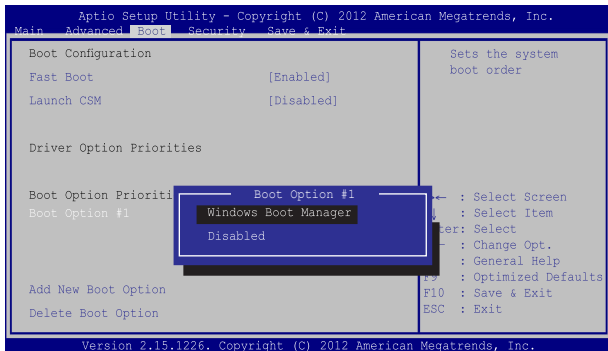 Aptio Setup Utility - Copyright (C) 2012 American Megatrends, Inc.
Main Advanced Boot Security Save & Exit
Boot Configuration
Fast Boot [Enabled]
Launch CSM [Disabled]
Driver Option Priorities
Boot Option Prioriti
Boot Option #1
Add New Boot Option
Delete Boot Option
Boot Option #1
Windows Boot Manager
Disabled
Sets the system
boot order
←  : Select Screen
: Select Item
ter: Select
: Change Opt.
: General Help
F9 : Optimized Defaults
F10 : Save & Exit
ESC : Exit
Version 2.15.1226. Copyright (C) 2012 American Megatrends, Inc.